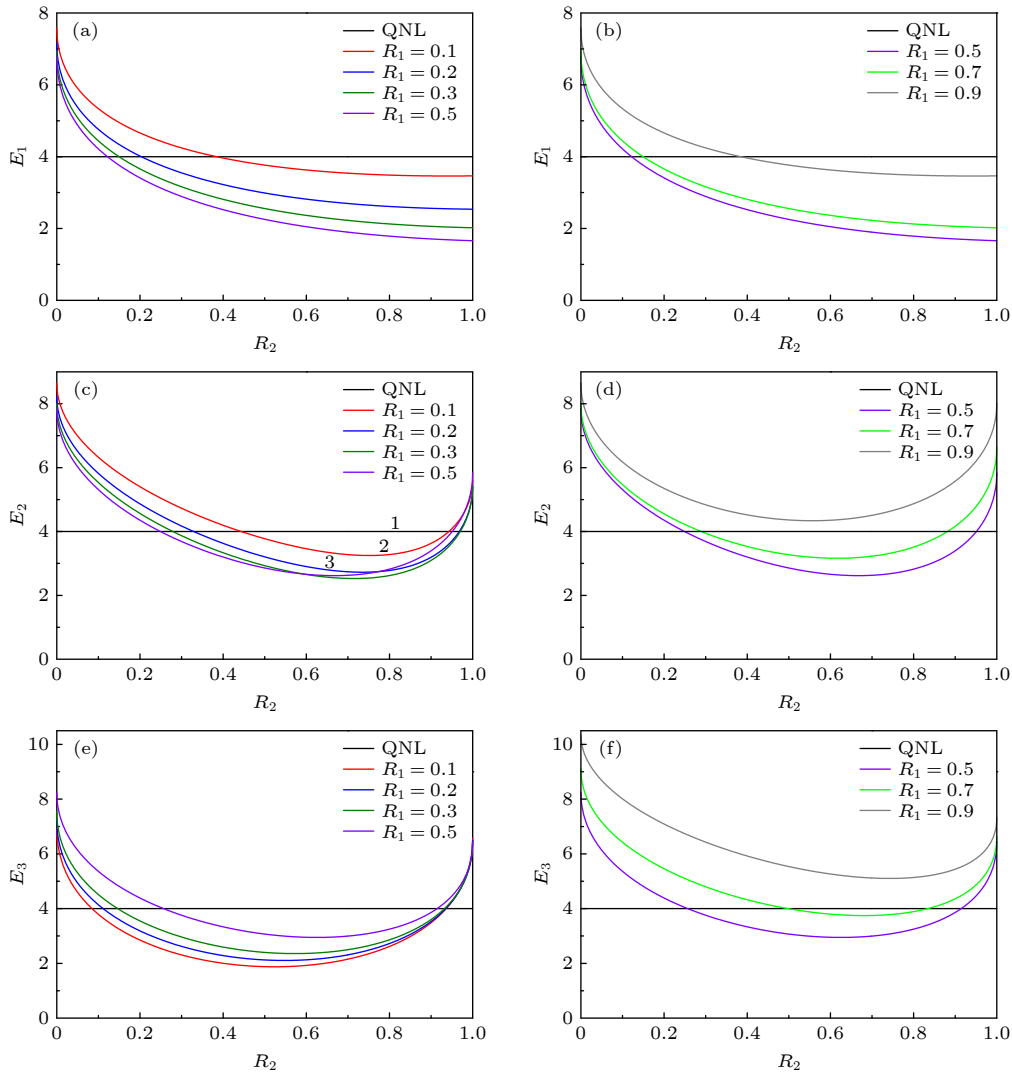 (a)
QNL
R₁ = 0.1
R₁ = 0.2
R₁ = 0.3
R₁ = 0.5
E₁
8
6
4
2
0
0 0.2 0.4 0.6 0.8 1.0
R₂
(b)
QNL
R₁ = 0.5
R₁ = 0.7
R₁ = 0.9
E₁
8
6
4
2
0
0 0.2 0.4 0.6 0.8 1.0
R₂
(c)
QNL
R₁ = 0.1
R₁ = 0.2
R₁ = 0.3
R₁ = 0.5
1
2
3
E₂
8
6
4
2
0
0 0.2 0.4 0.6 0.8 1.0
R₂
(d)
QNL
R₁ = 0.5
R₁ = 0.7
R₁ = 0.9
E₂
8
6
4
2
0
0 0.2 0.4 0.6 0.8 1.0
R₂
(e)
QNL
R₁ = 0.1
R₁ = 0.2
R₁ = 0.3
R₁ = 0.5
E₃
10
8
6
4
2
0
0 0.2 0.4 0.6 0.8 1.0
R₂
(f)
QNL
R₁ = 0.5
R₁ = 0.7
R₁ = 0.9
E₃
10
8
6
4
2
0
0 0.2 0.4 0.6 0.8 1.0
R₂